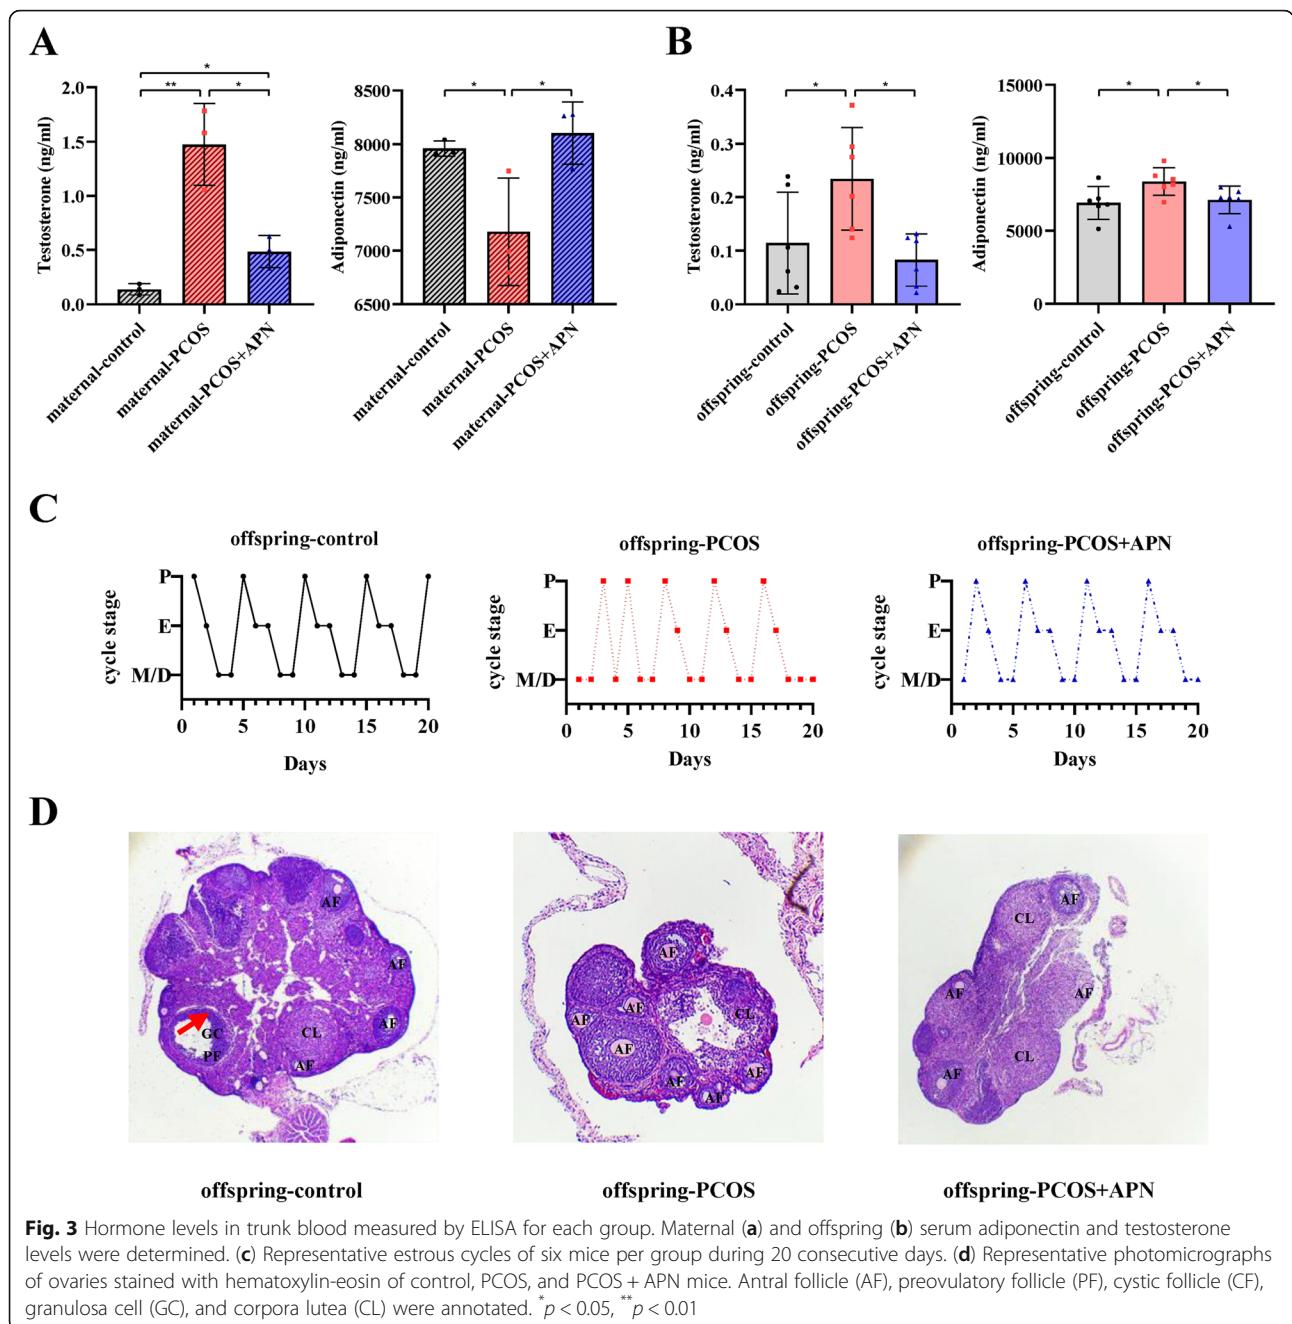 A
B
*
**
*
2.0
1.5
1.0
0.5
0.0
Testosterone (ng/ml)
maternal-control
maternal-PCOS
maternal-PCOS+APN
*
*
8500
8000
7500
7000
6500
Adiponectin (ng/ml)
maternal-control
maternal-PCOS
maternal-PCOS+APN
*
*
0.4
0.3
0.2
0.1
0.0
Testosterone (ng/ml)
offspring-control
offspring-PCOS
offspring-PCOS+APN
*
*
15000
10000
5000
0
Adiponectin (ng/ml)
offspring-control
offspring-PCOS
offspring-PCOS+APN
C
offspring-control
P
E
M/D
cycle stage
0 5 10 15 20
Days
offspring-PCOS
P
E
M/D
cycle stage
0 5 10 15 20
Days
offspring-PCOS+APN
P
E
M/D
cycle stage
0 5 10 15 20
Days
D
AF
AF
AF
GC
CL
PF
AF
AF
AF
AF
CL
AF
AF
AF
AF
AF
CL
AF
AF
CL
AF
offspring-control
offspring-PCOS
offspring-PCOS+APN
Fig. 3 Hormone levels in trunk blood measured by ELISA for each group. Maternal (a) and offspring (b) serum adiponectin and testosterone
levels were determined. (c) Representative estrous cycles of six mice per group during 20 consecutive days. (d) Representative photomicrographs
of ovaries stained with hematoxylin-eosin of control, PCOS, and PCOS + APN mice. Antral follicle (AF), preovulatory follicle (PF), cystic follicle (CF),
granulosa cell (GC), and corpora lutea (CL) were annotated. *p < 0.05, **p < 0.01